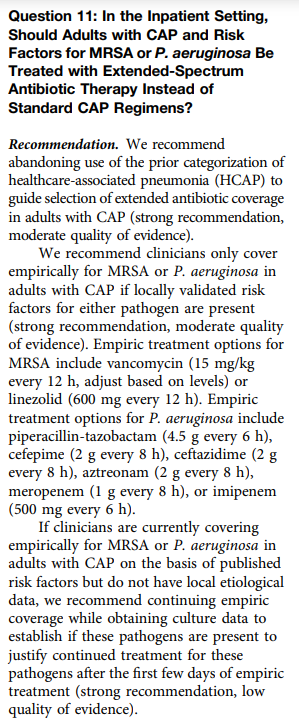 Question 11: In the Inpatient Setting,
Should Adults with CAP and Risk
Factors for MRSA or P. aeruginosa Be
Treated with Extended-Spectrum
Antibiotic Therapy Instead of
Standard CAP Regimens?
Recommendation. We recommend
abandoning use of the prior categorization of
healthcare-associated pneumonia (HCAP) to
guide selection of extended antibiotic coverage
in adults with CAP (strong recommendation,
moderate quality of evidence).
We recommend clinicians only cover
empirically for MRSA or P. aeruginosa in
adults with CAP if locally validated risk
factors for either pathogen are present
(strong recommendation, moderate quality
of evidence). Empiric treatment options for
MRSA include vancomycin (15 mg/kg
every 12 h, adjust based on levels) or
linezolid (600 mg every 12 h). Empiric
treatment options for P. aeruginosa include
piperacillin-tazobactam (4.5 g every 6 h),
cefepime (2 g every 8 h), ceftazidime (2 g
every 8 h), aztreonam (2 g every 8 h),
meropenem (1 g every 8 h), or imipenem
(500 mg every 6 h).
If clinicians are currently covering
empirically for MRSA or P. aeruginosa in
adults with CAP on the basis of published
risk factors but do not have local etiological
data, we recommend continuing empiric
coverage while obtaining culture data to
establish if these pathogens are present to
justify continued treatment for these
pathogens after the first few days of empiric
treatment (strong recommendation, low
quality of evidence).